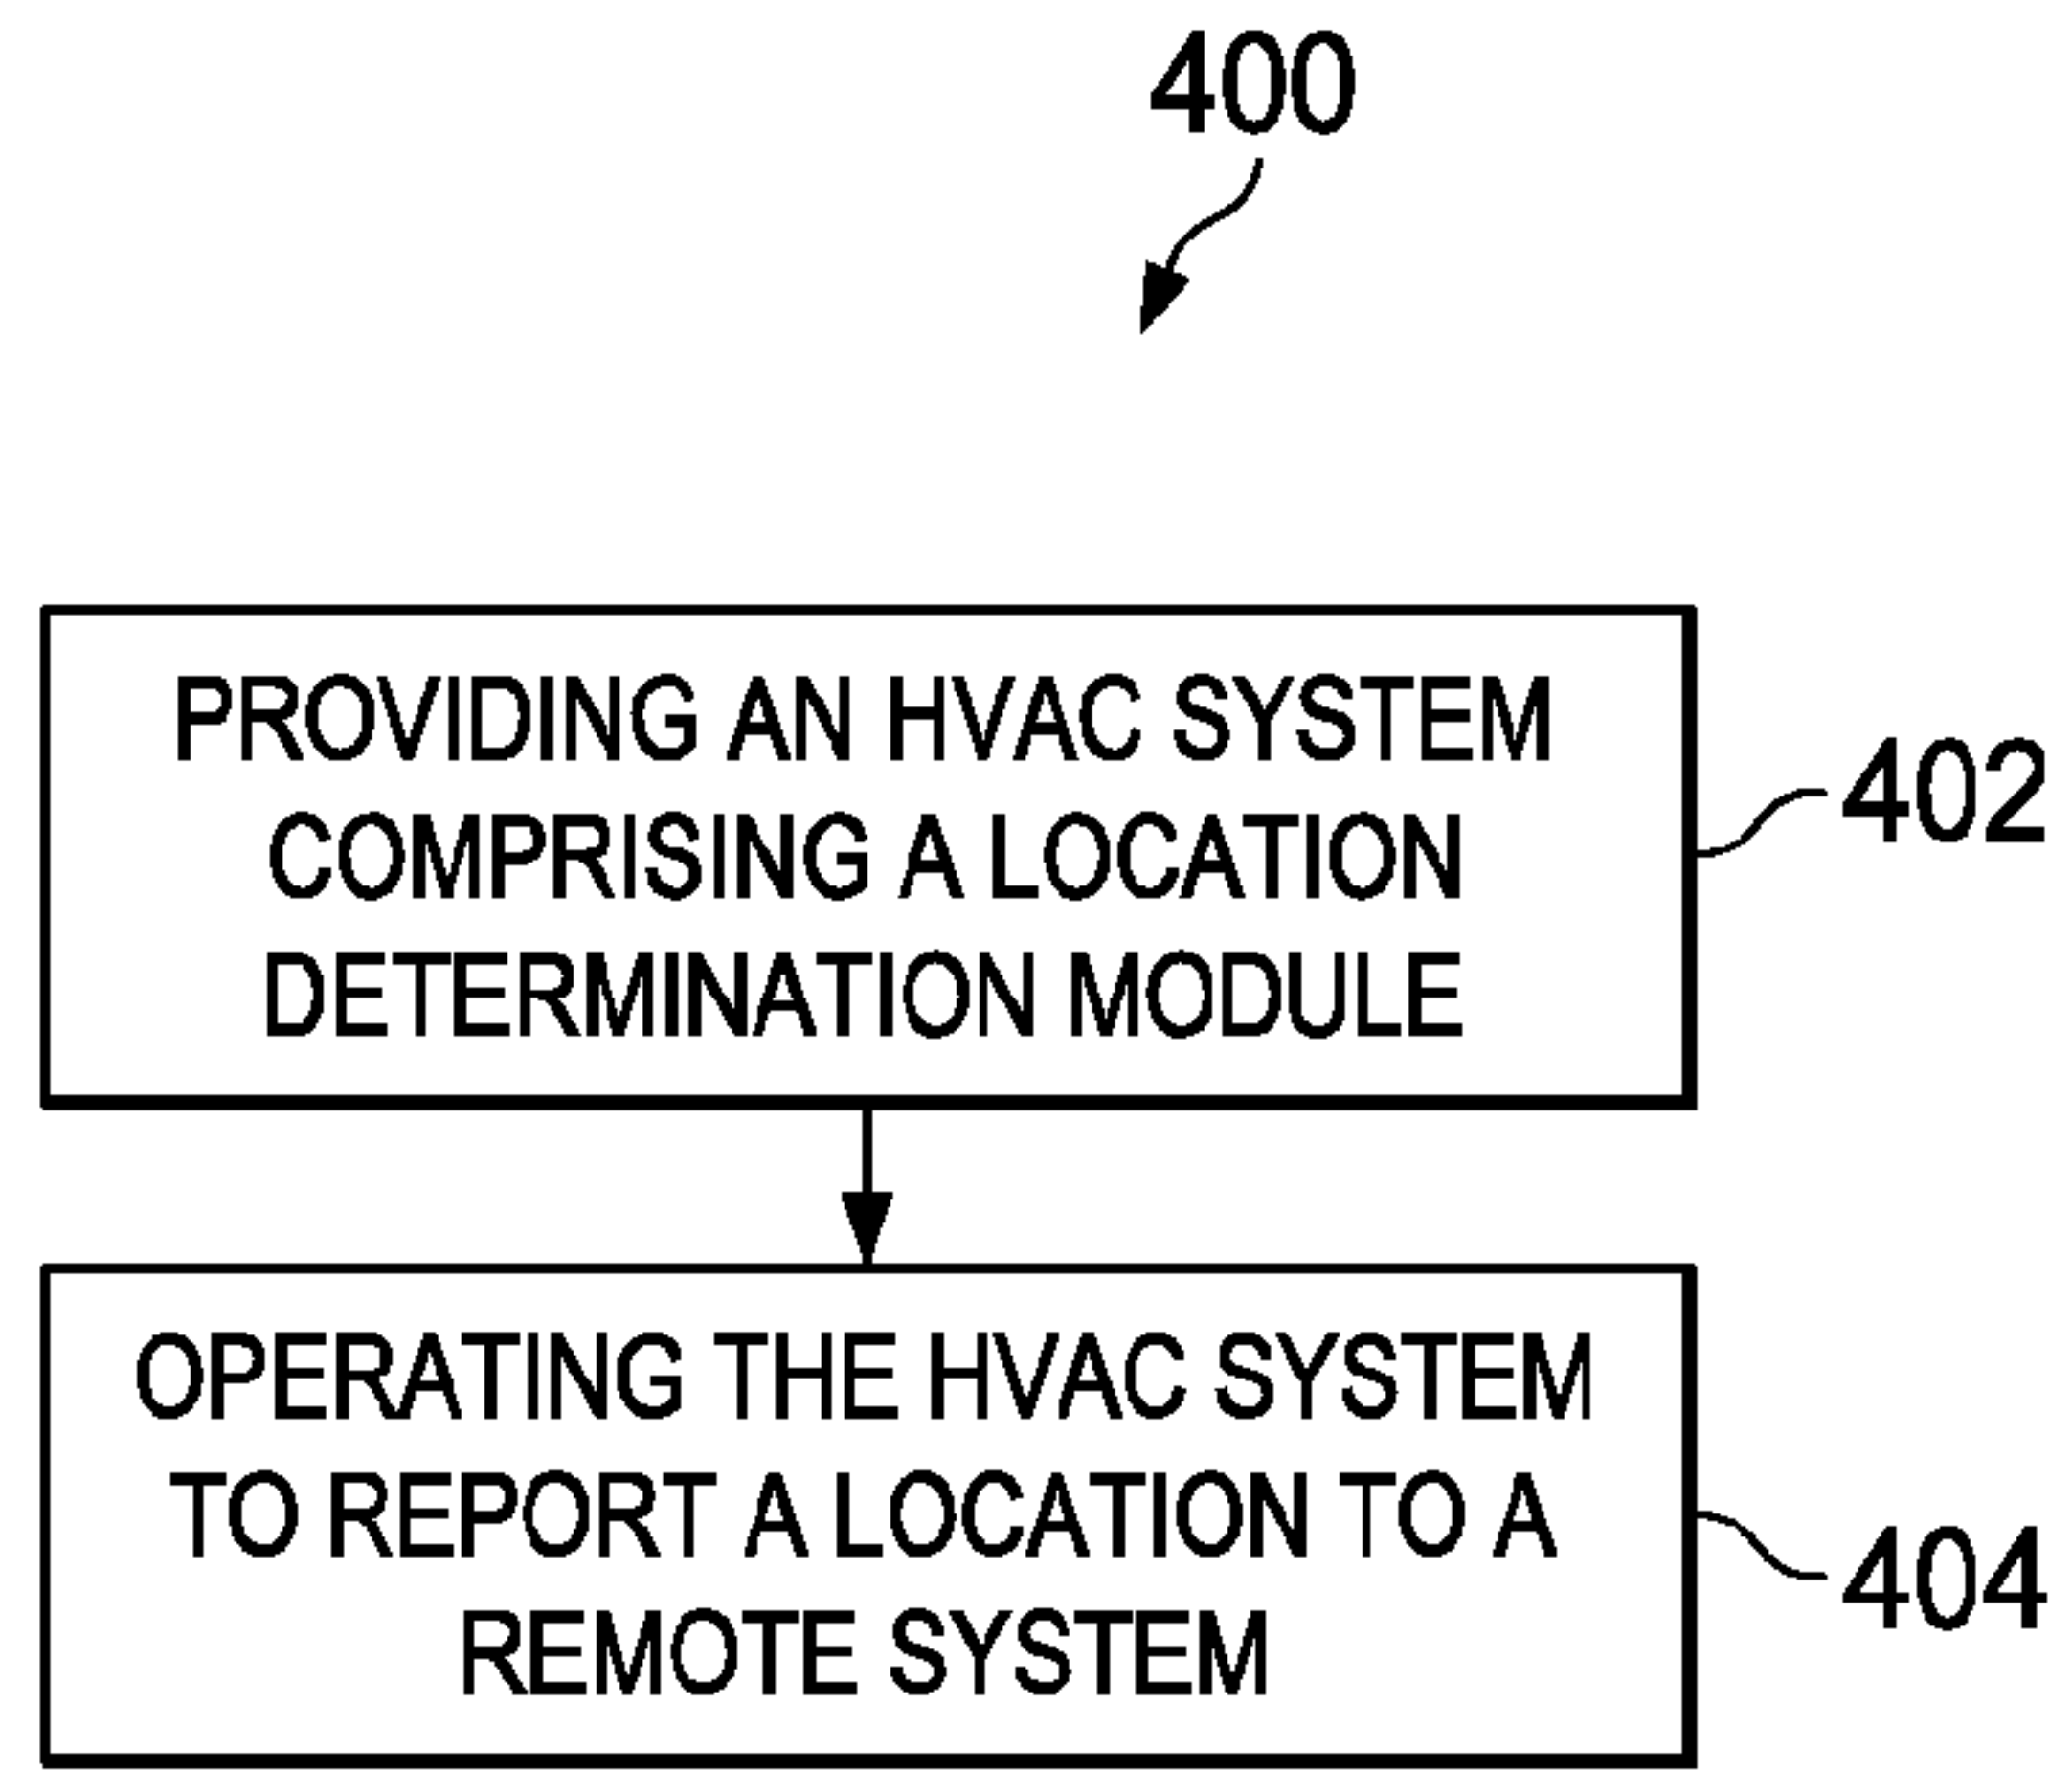 400
PROVIDING AN HVAC SYSTEM
COMPRISING A LOCATION
DETERMINATION MODULE
402
OPERATING THE HVAC SYSTEM
TO REPORT A LOCATION TO A
REMOTE SYSTEM
404